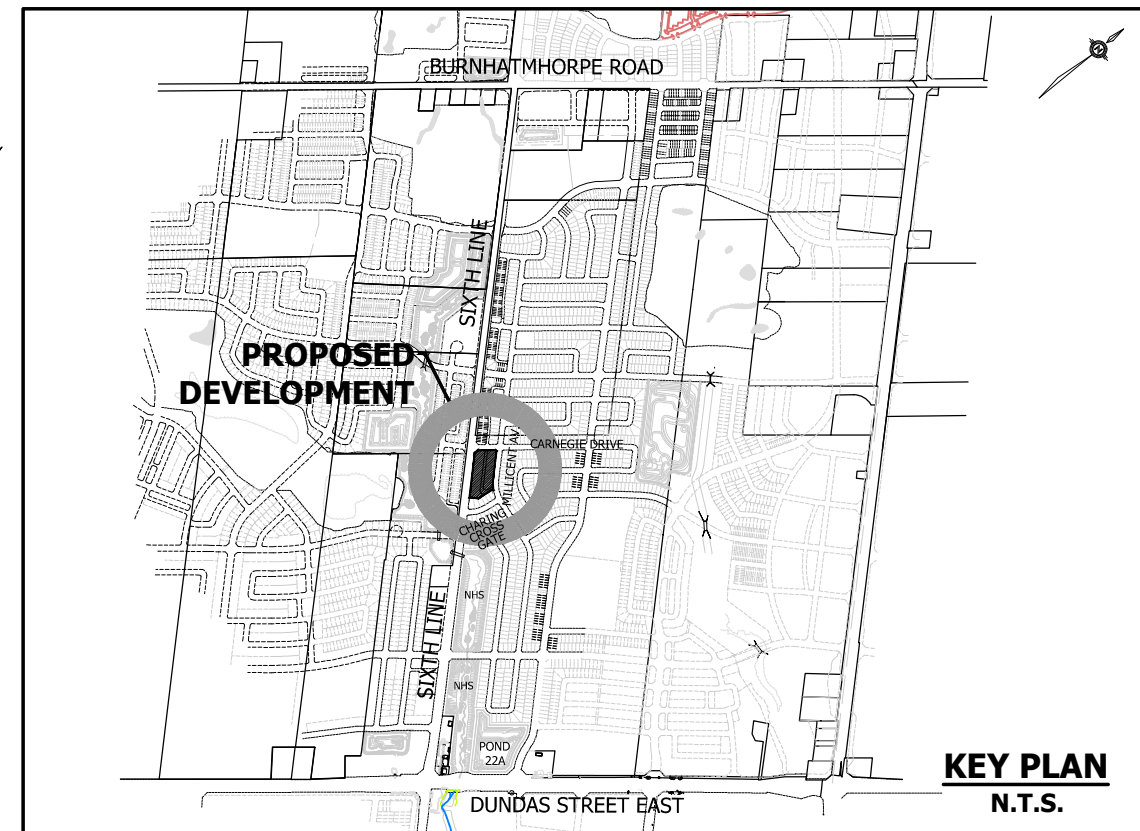 BURNHATMHORPE ROAD
SIXTH LINE
PROPOSED
DEVELOPMENT
CARNEGIE DRIVE
MILLICENT AV
CHARING
CROSS
GATE
NHS
SIXTH LINE
NHS
POND
22A
KEY PLAN
N.T.S.
DUNDAS STREET EAST